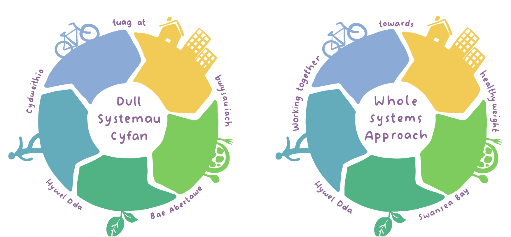 Cydweithio
tuag at
bwysau iach
Bae Abertawe
Hywel Dda
Dull
Systemau
Cyfan
Working together
towards
healthy weight
Swansea Bay
Hywel Dda
Whole
Systems
Approach